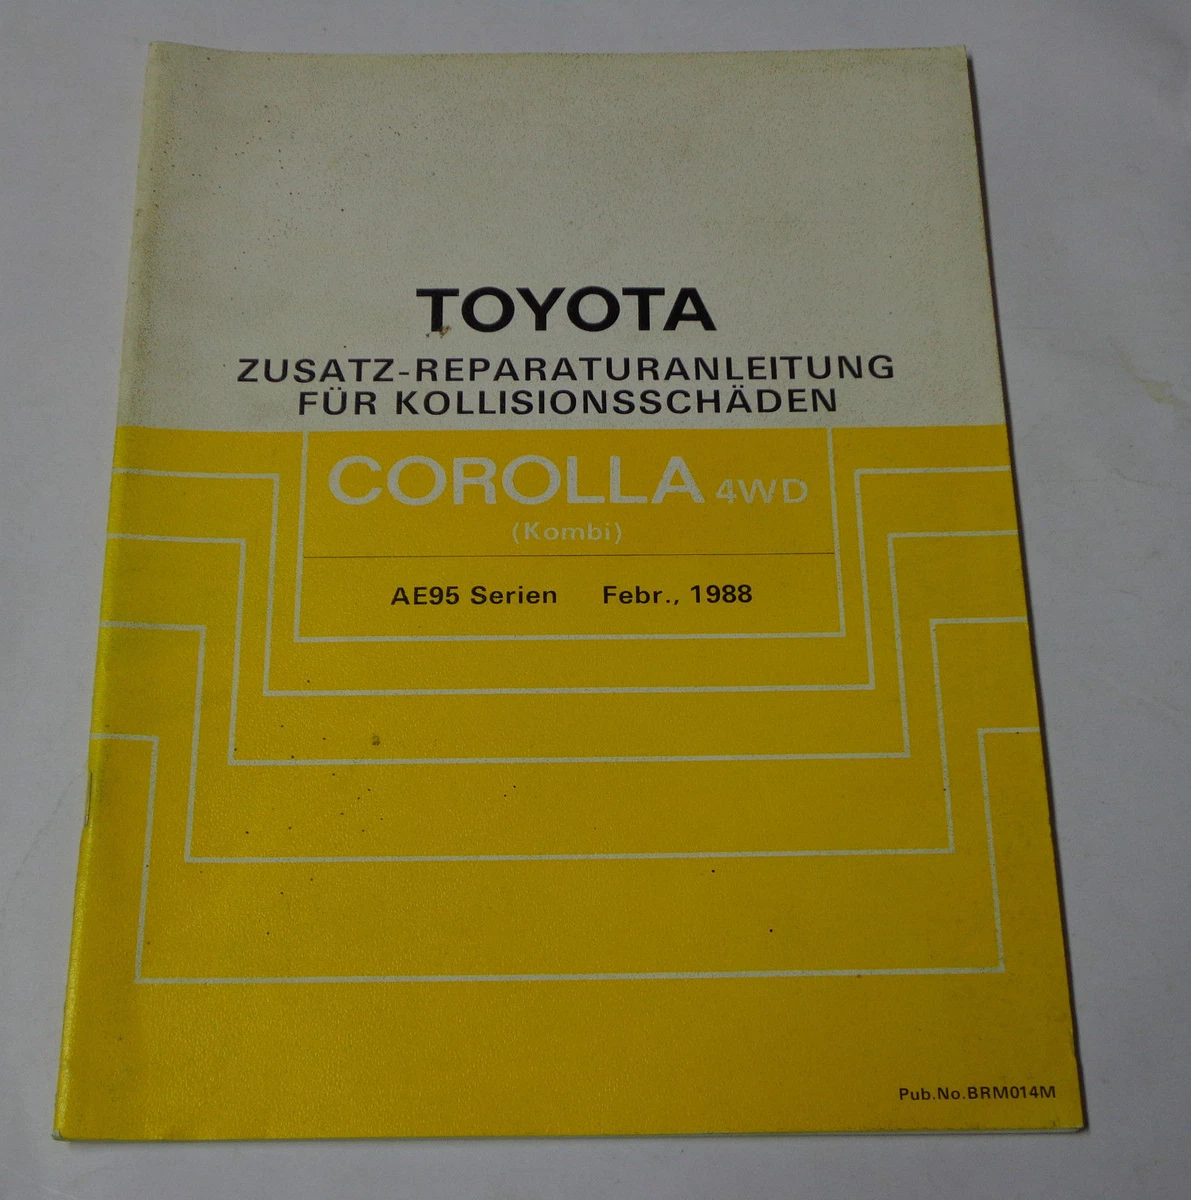 TOYOTA
ZUSATZ-REPARATURANLEITUNG
FÜR KOLLISIONSSCHÄDEN
COROLLA 4WD
(Kombi)
AE95 Serien Febr., 1988
Pub.No.BRM014M